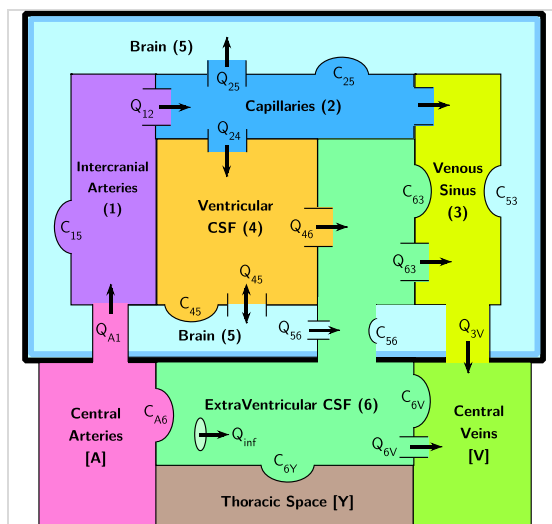 Brain (5)
Q25
C25
Q12
Capillaries (2)
Q24
Intercranial
Arteries
(1)
Venous
Sinus
(3)
Ventricular
CSF (4)
C63
C53
C15
Q46
Q63
Q45
C45
QA1
Brain (5)
Q56
C56
Q3V
CA6
ExtraVentricular CSF (6)
C6V
Central
Arteries
[A]
Qinf
Central
Veins
[V]
Q6V
C6Y
Thoracic Space [Y]